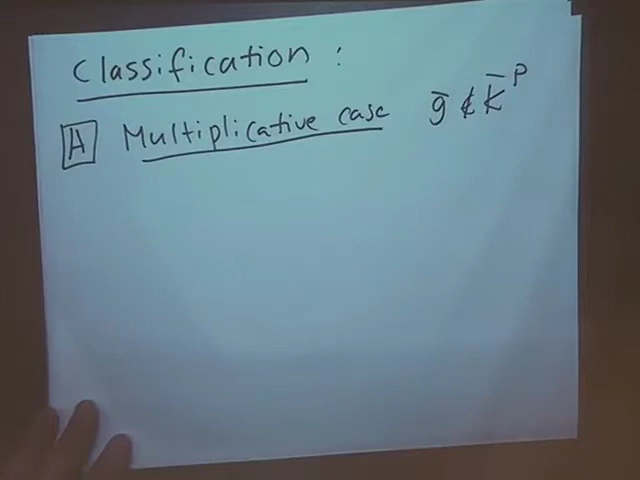 Classification :
A Multiplicative case g̅ ∉ K̅^P